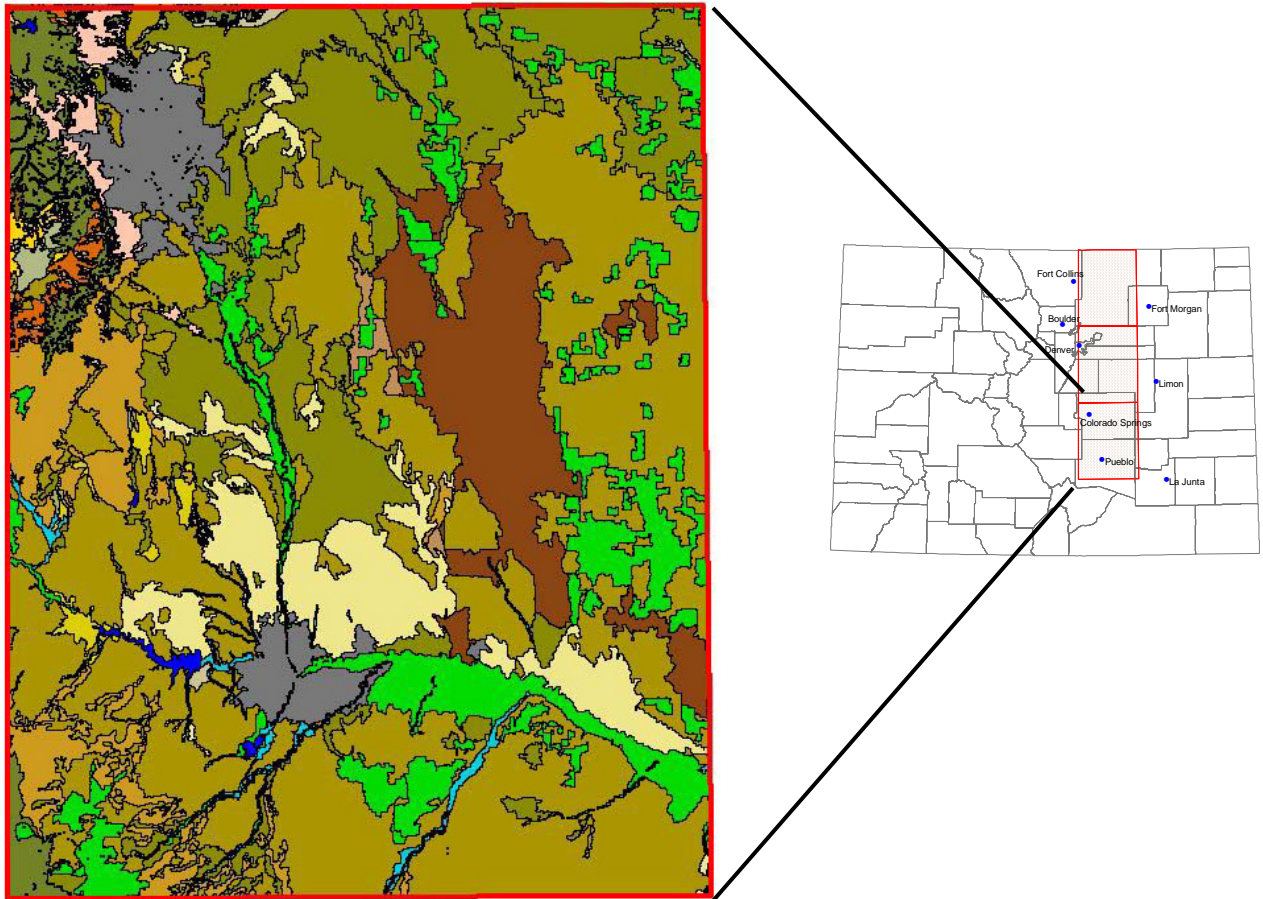 Fort Collins
Fort Morgan
Boulder
Denver
Limon
Colorado Springs
Pueblo
La Junta